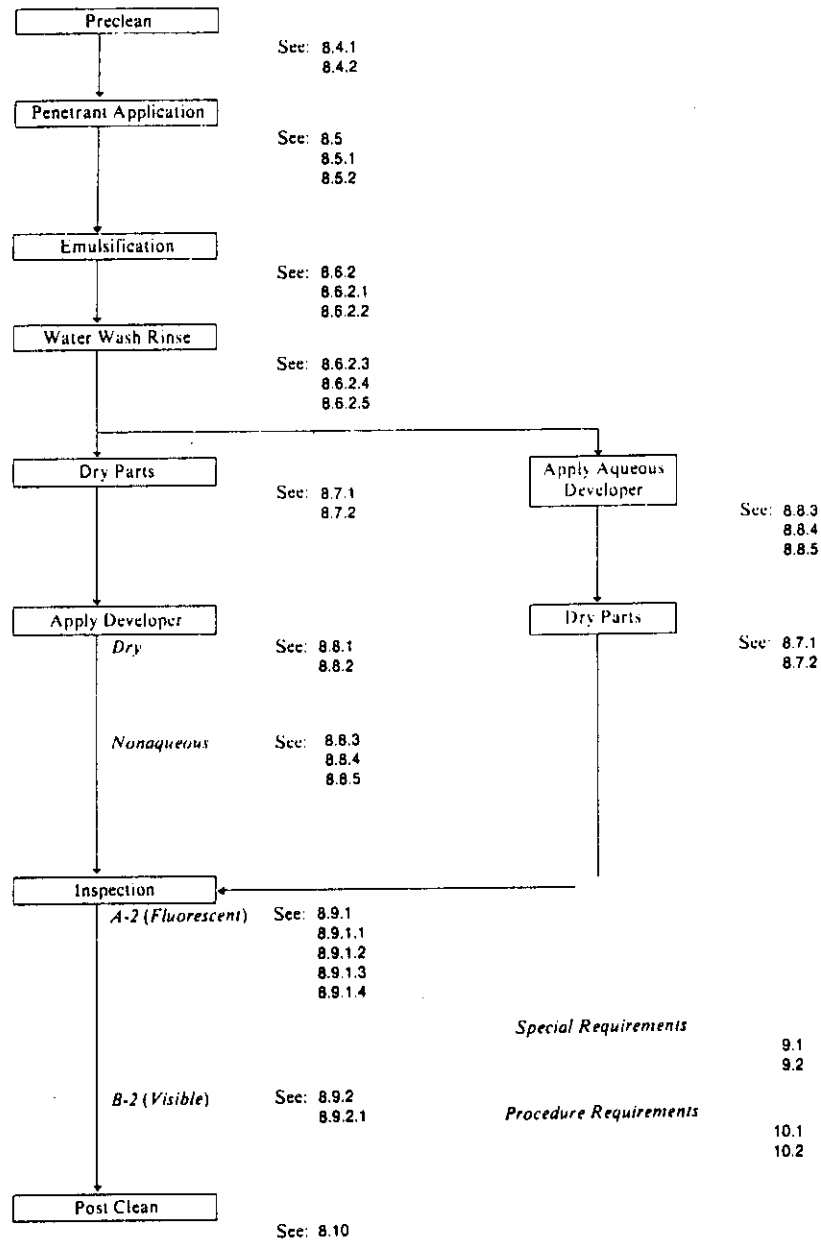 Preclean
See: 8.4.1
8.4.2
Penetrant Application
See: 8.5
8.5.1
8.5.2
Emulsification
See: 8.6.2
8.6.2.1
8.6.2.2
Water Wash Rinse
See: 8.6.2.3
8.6.2.4
8.6.2.5
Dry Parts
See: 8.7.1
8.7.2
Apply Aqueous
Developer
See: 8.8.3
8.8.4
8.8.5
Apply Developer
Dry
See: 8.8.1
8.8.2
Dry Parts
See: 8.7.1
8.7.2
Nonaqueous
See: 8.8.3
8.8.4
8.8.5
Inspection
A-2 (Fluorescent)
See: 8.9.1
8.9.1.1
8.9.1.2
8.9.1.3
8.9.1.4
Special Requirements
9.1
9.2
B-2 (Visible)
See: 8.9.2
8.9.2.1
Procedure Requirements
10.1
10.2
Post Clean
See: 8.10